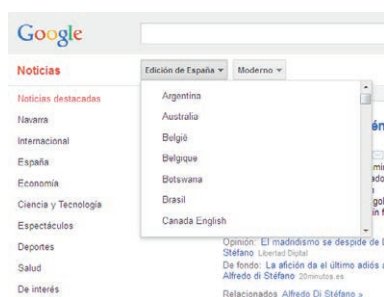 Google
Noticias
Edición de España
Moderno
Noticias destacadas
Navarra
Internacional
España
Economía
Ciencia y Tecnología
Espectáculos
Deportes
Salud
De interés
Argentina
Australia
België
Belgique
Botswana
Brasil
Canada English
Opinión: El madridismo se despide de
Stéfano Libertad Digital
De fondo: La afición da el último adiós a
Alfredo di Stéfano 20minutos.es
Relacionados Alfredo Di Stéfano »